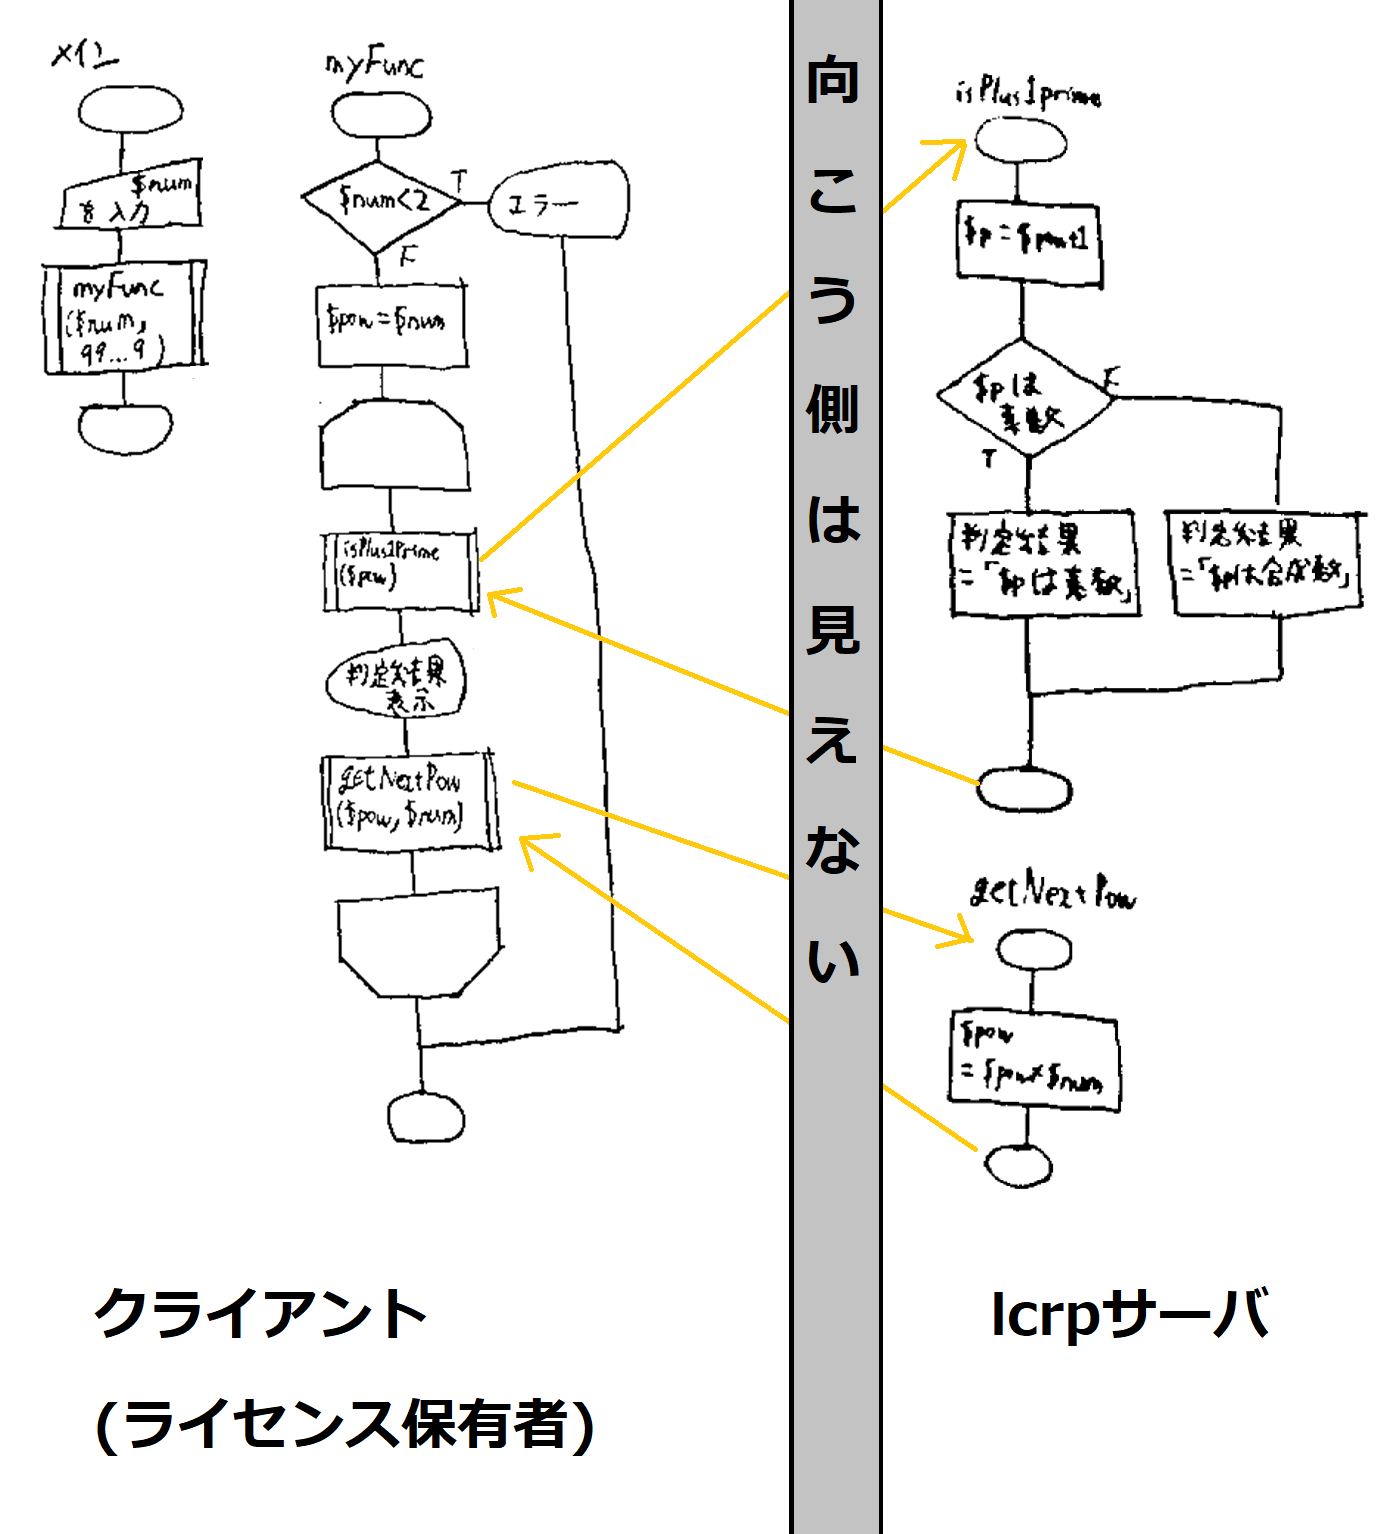 メイン
$num
を入力
myFunc
($num,
99...9)
myFunc
$num<2
T
エラー
F
$pow=$num
isPlus1Prime
($pow)
判定結果
表示
getNextPow
($pow, $num)
向こう側は見えない
isPlus1prime
$p=$pow+1
$pは
素数
F
T
判定結果
=「$pは素数」
判定結果
=「$pは合成数」
getNextPow
$pow
=$pow×$num
クライアント
(ライセンス保有者)
lcrpサーバ